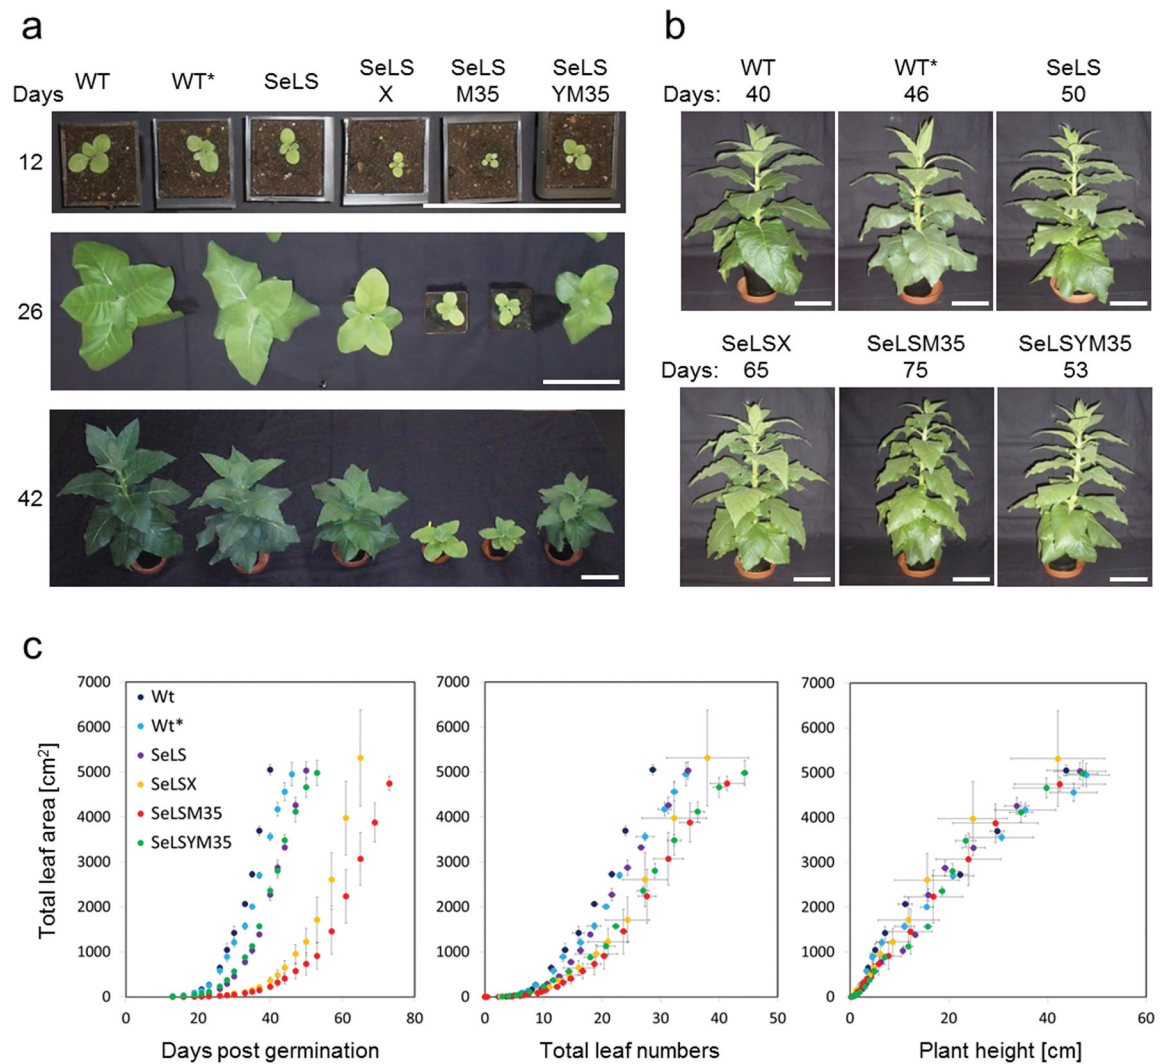 a
WT WT* SeLS SeLS X SeLS M35 SeLS YM35
Days
12
26
42
b
WT WT* SeLS
Days: 40 46 50
SeLSX SeLSM35 SeLSYM35
Days: 65 75 53
c
Total leaf area [cm²]
7000 6000 5000 4000 3000 2000 1000 0
Wt
Wt*
SeLS
SeLSX
SeLSM35
SeLSYM35
0 20 40 60 80
Days post germination
7000 6000 5000 4000 3000 2000 1000 0
0 10 20 30 40 50
Total leaf numbers
7000 6000 5000 4000 3000 2000 1000 0
0 20 40 60
Plant height [cm]